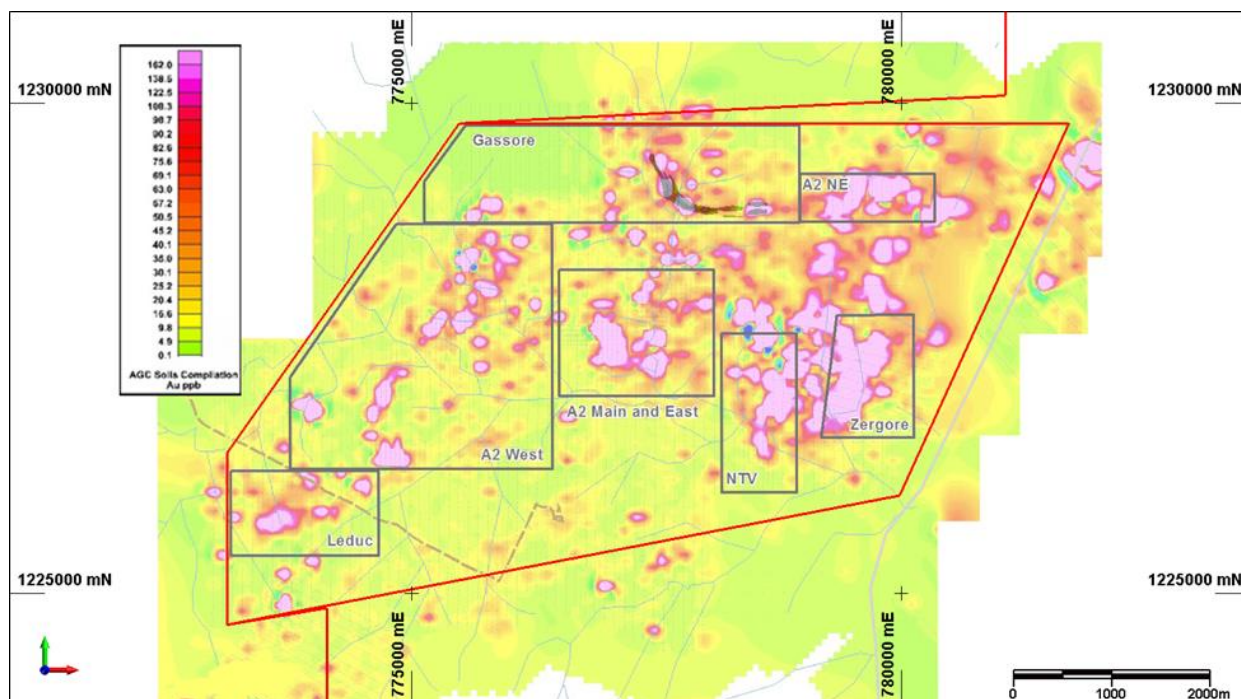 775000 mE
780000 mE
1230000 mN
1230000 mN
162.0
138.5
122.5
108.3
98.7
90.2
82.6
75.6
69.0
63.0
57.2
50.2
45.2
40.6
35.0
30.1
25.2
20.4
16.6
9.8
4.9
0.1
AGC Soils Compilation
Au ppb
Gassore
A2 NE
A2 Main and East
Zergore
A2 West
NTV
Leduc
1225000 mN
1225000 mN
775000 mE
780000 mE
0 1000 2000m